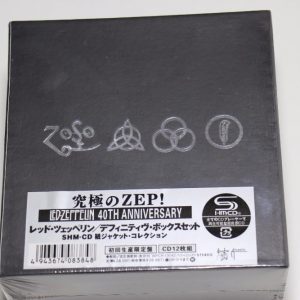 ZoSo
究極のZEP!
LED-ZEPPELIN 40TH ANNIVERSARY
レッド・ツェッペリン/デフィニティヴ・ボックスセット
SHM-CD 紙ジャケット・コレクション
初回生産限定盤 CD12枚組
SHM-CD
4943674083848